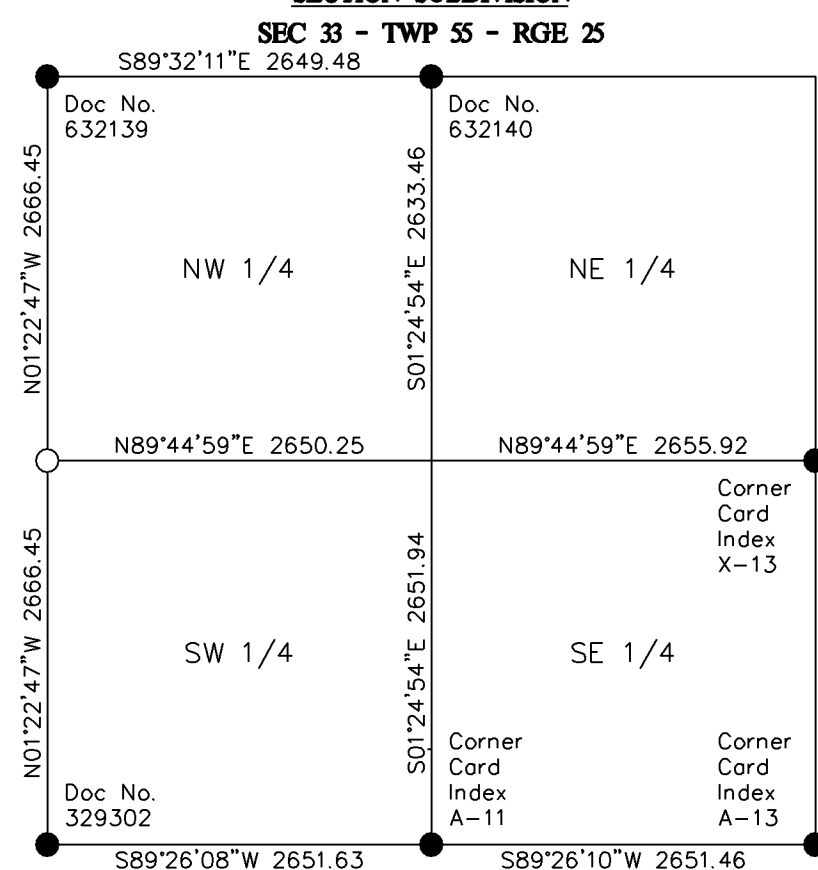 SECTION SUBDIVISION
SEC 33 - TWP 55 - RGE 25
S89°32'11"E 2649.48
Doc No.
632139
Doc No.
632140
N01°22'47"W 2666.45
S01°24'54"E 2633.46
NW 1/4
NE 1/4
N89°44'59"E 2650.25
N89°44'59"E 2655.92
Corner
Card
Index
X-13
N01°22'47"W 2666.45
S01°24'54"E 2651.94
SW 1/4
SE 1/4
Doc No.
329302
Corner
Card
Index
A-11
Corner
Card
Index
A-13
S89°26'08"W 2651.63
S89°26'10"W 2651.46